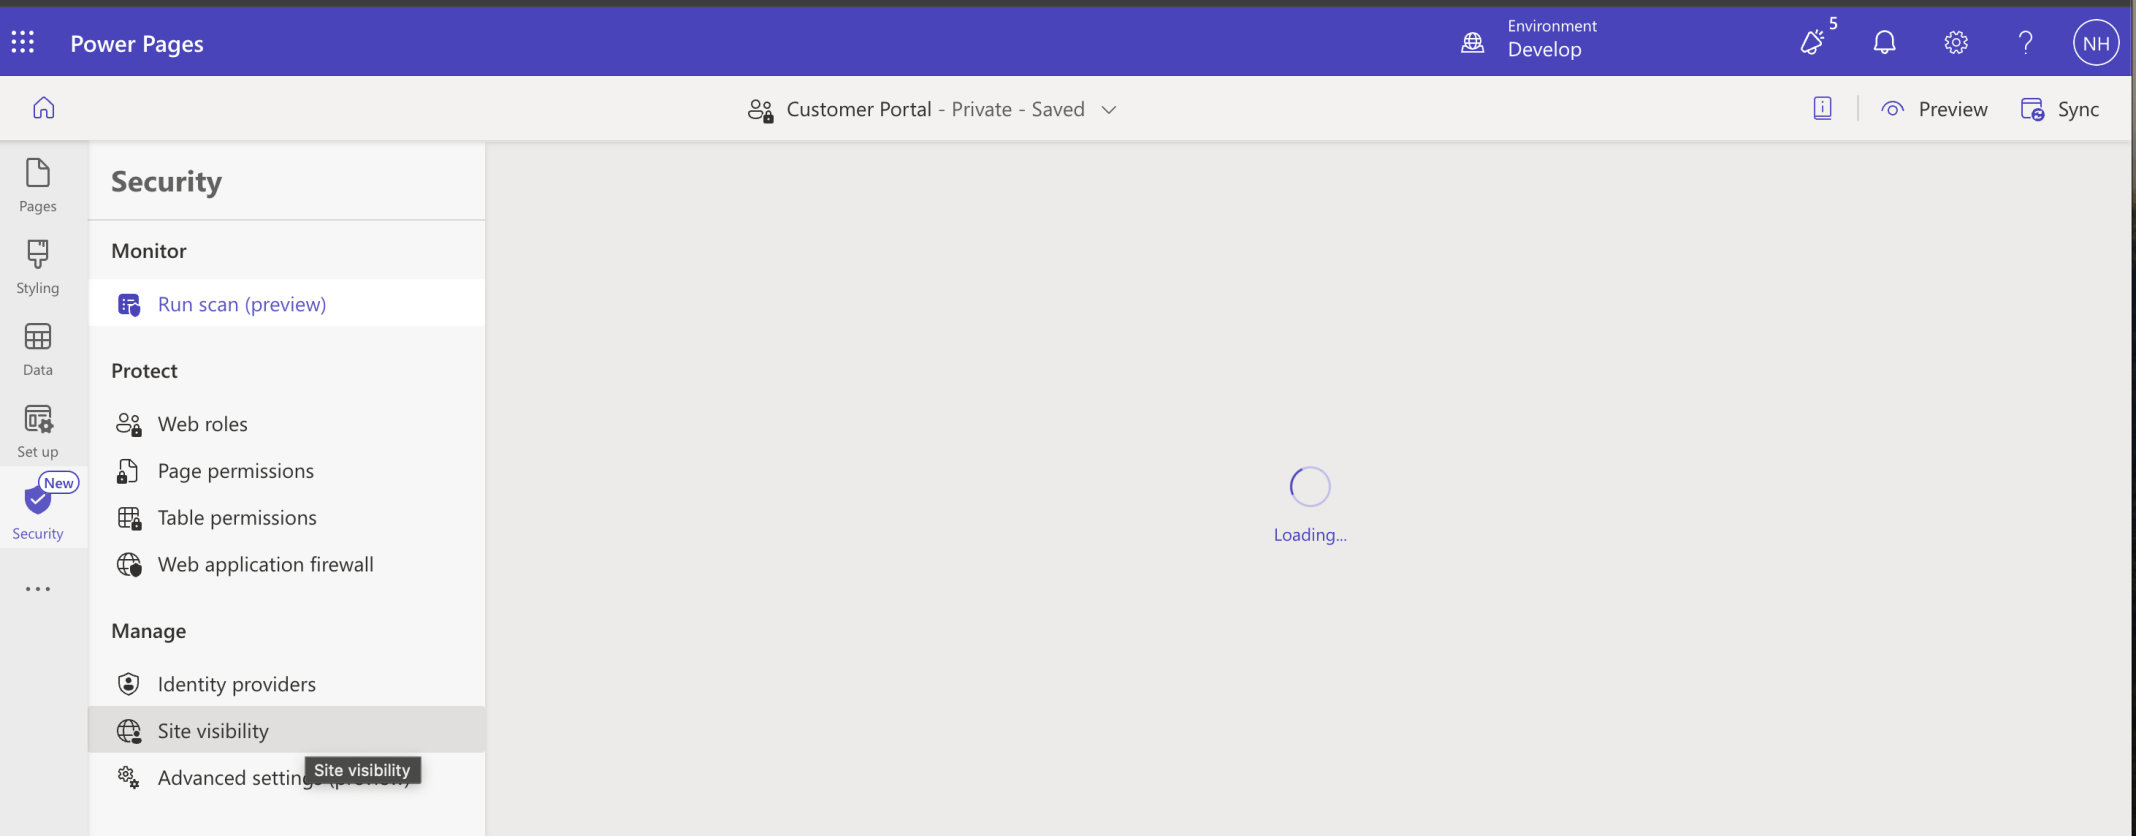 Power Pages
Environment
Develop
5
NH
Customer Portal - Private - Saved
Preview
Sync
Pages
Styling
Data
Set up
New
Security
Security
Monitor
Run scan (preview)
Protect
Web roles
Page permissions
Table permissions
Web application firewall
Manage
Identity providers
Site visibility
Site visibility
Advanced settings (preview)
Loading...